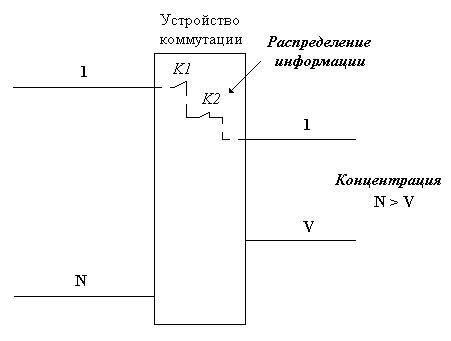 Устройство
коммутации
Распределение
информации
1
K1
K2
1
Концентрация
N > V
V
N